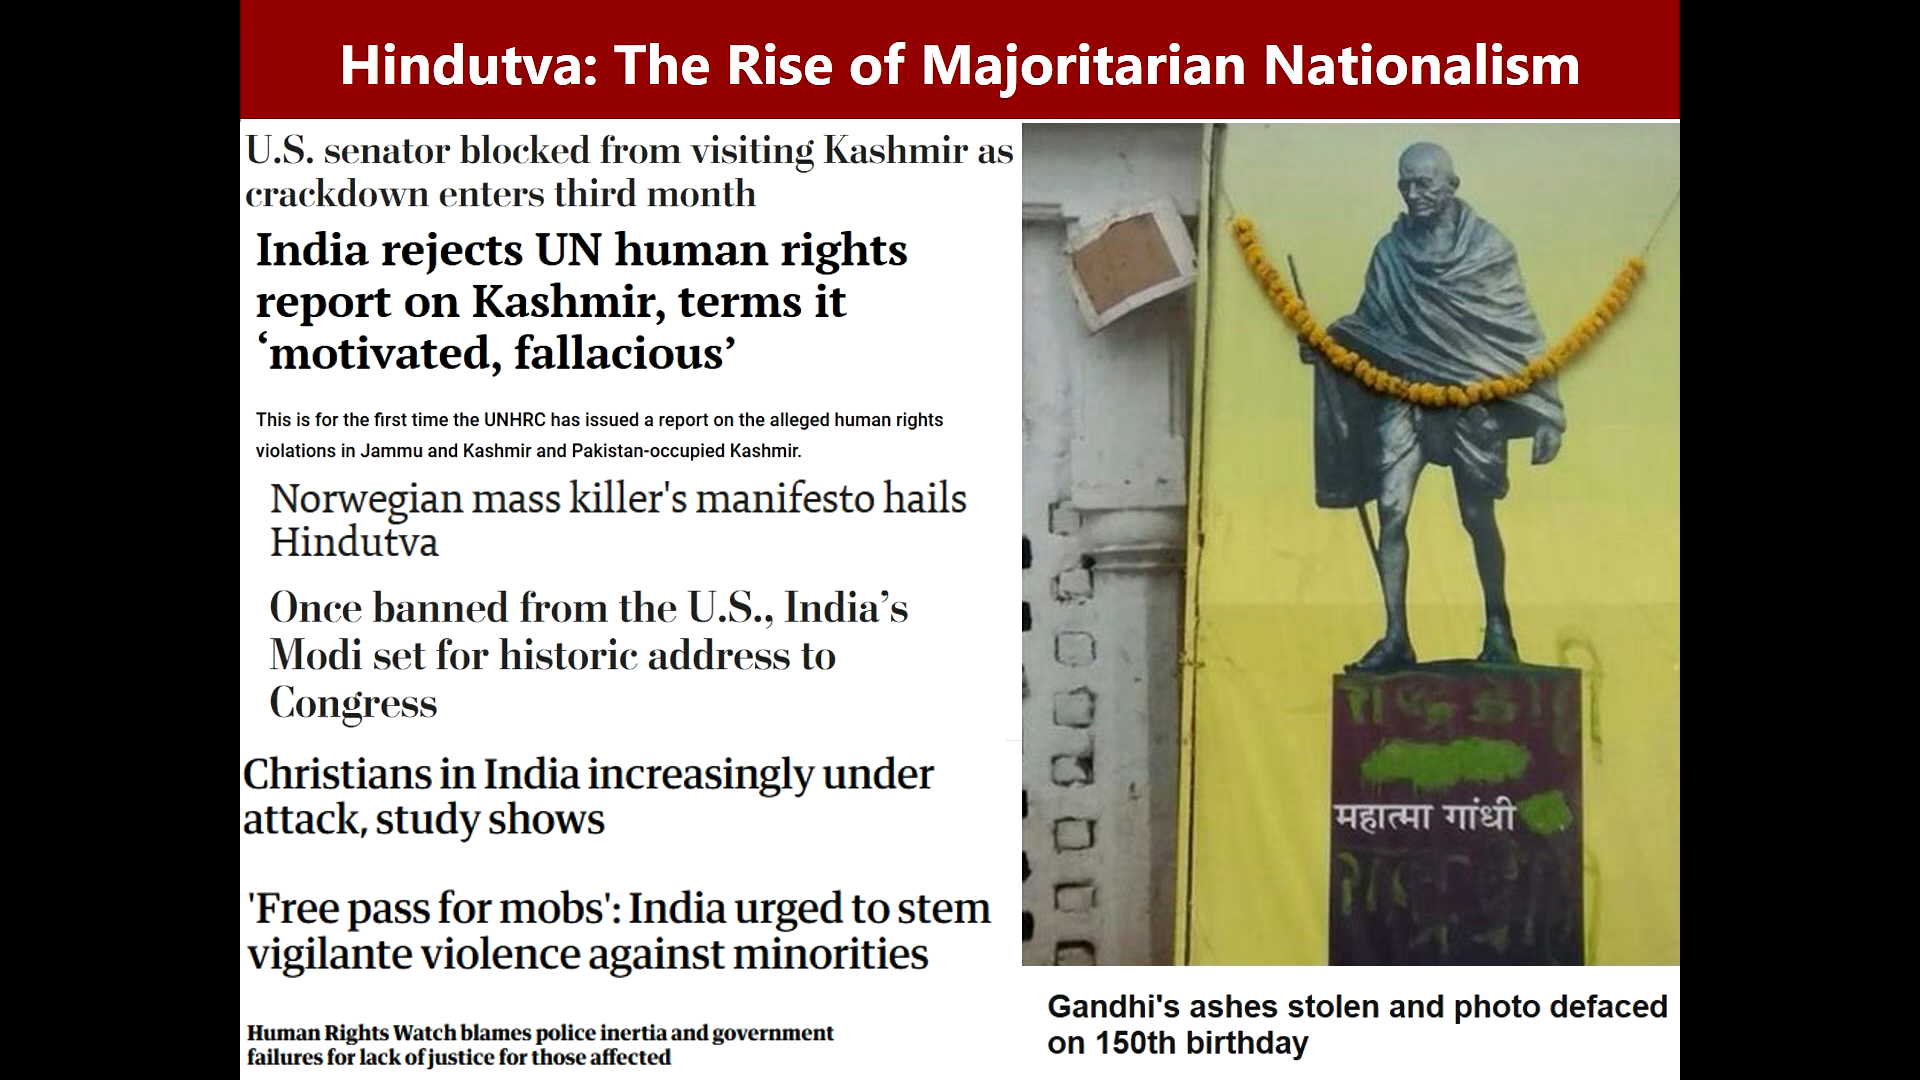 Hindutva: The Rise of Majoritarian Nationalism
U.S. senator blocked from visiting Kashmir as
crackdown enters third month
India rejects UN human rights
report on Kashmir, terms it
‘motivated, fallacious’
This is for the first time the UNHRC has issued a report on the alleged human rights
violations in Jammu and Kashmir and Pakistan-occupied Kashmir.
Norwegian mass killer's manifesto hails
Hindutva
Once banned from the U.S., India’s
Modi set for historic address to
Congress
Christians in India increasingly under
attack, study shows
'Free pass for mobs': India urged to stem
vigilante violence against minorities
Human Rights Watch blames police inertia and government
failures for lack of justice for those affected
महात्मा गांधी
Gandhi's ashes stolen and photo defaced
on 150th birthday